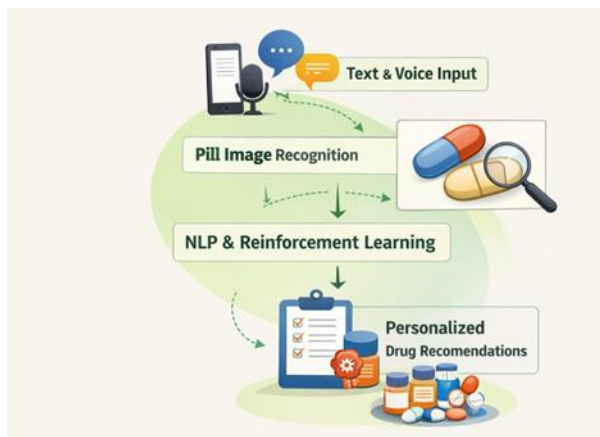 Text & Voice Input
Pill Image Recognition
NLP & Reinforcement Learning
Personalized
Drug Recomendations